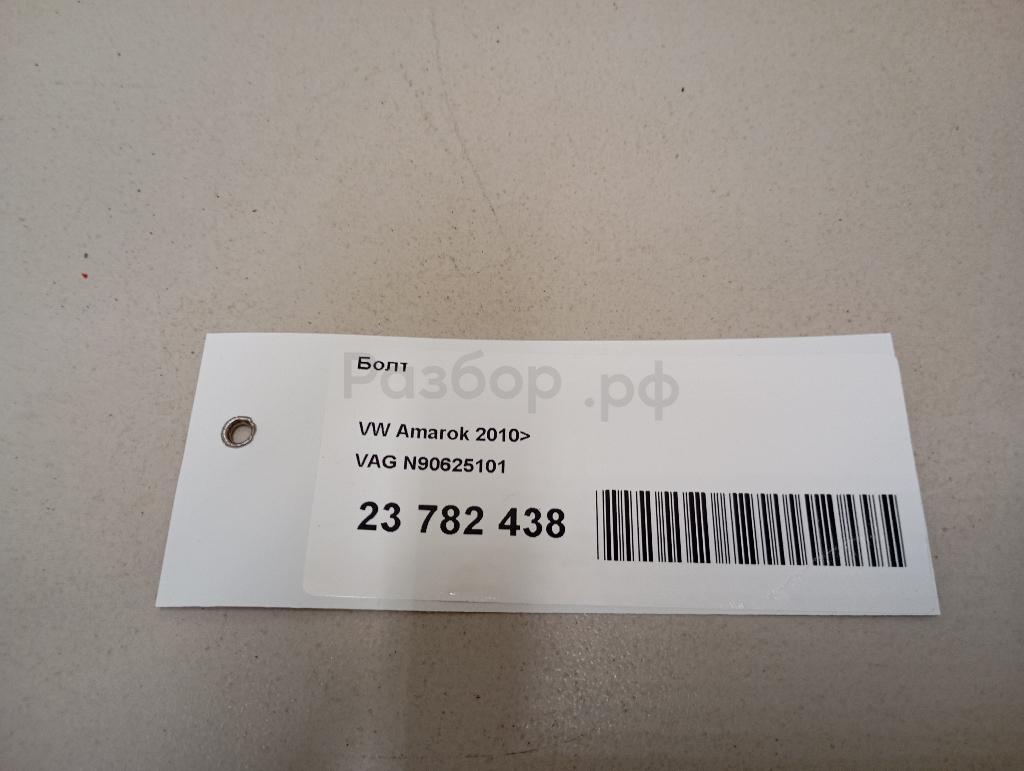 Болт
Разбор.рф
VW Amarok 2010>
VAG N90625101
23 782 438